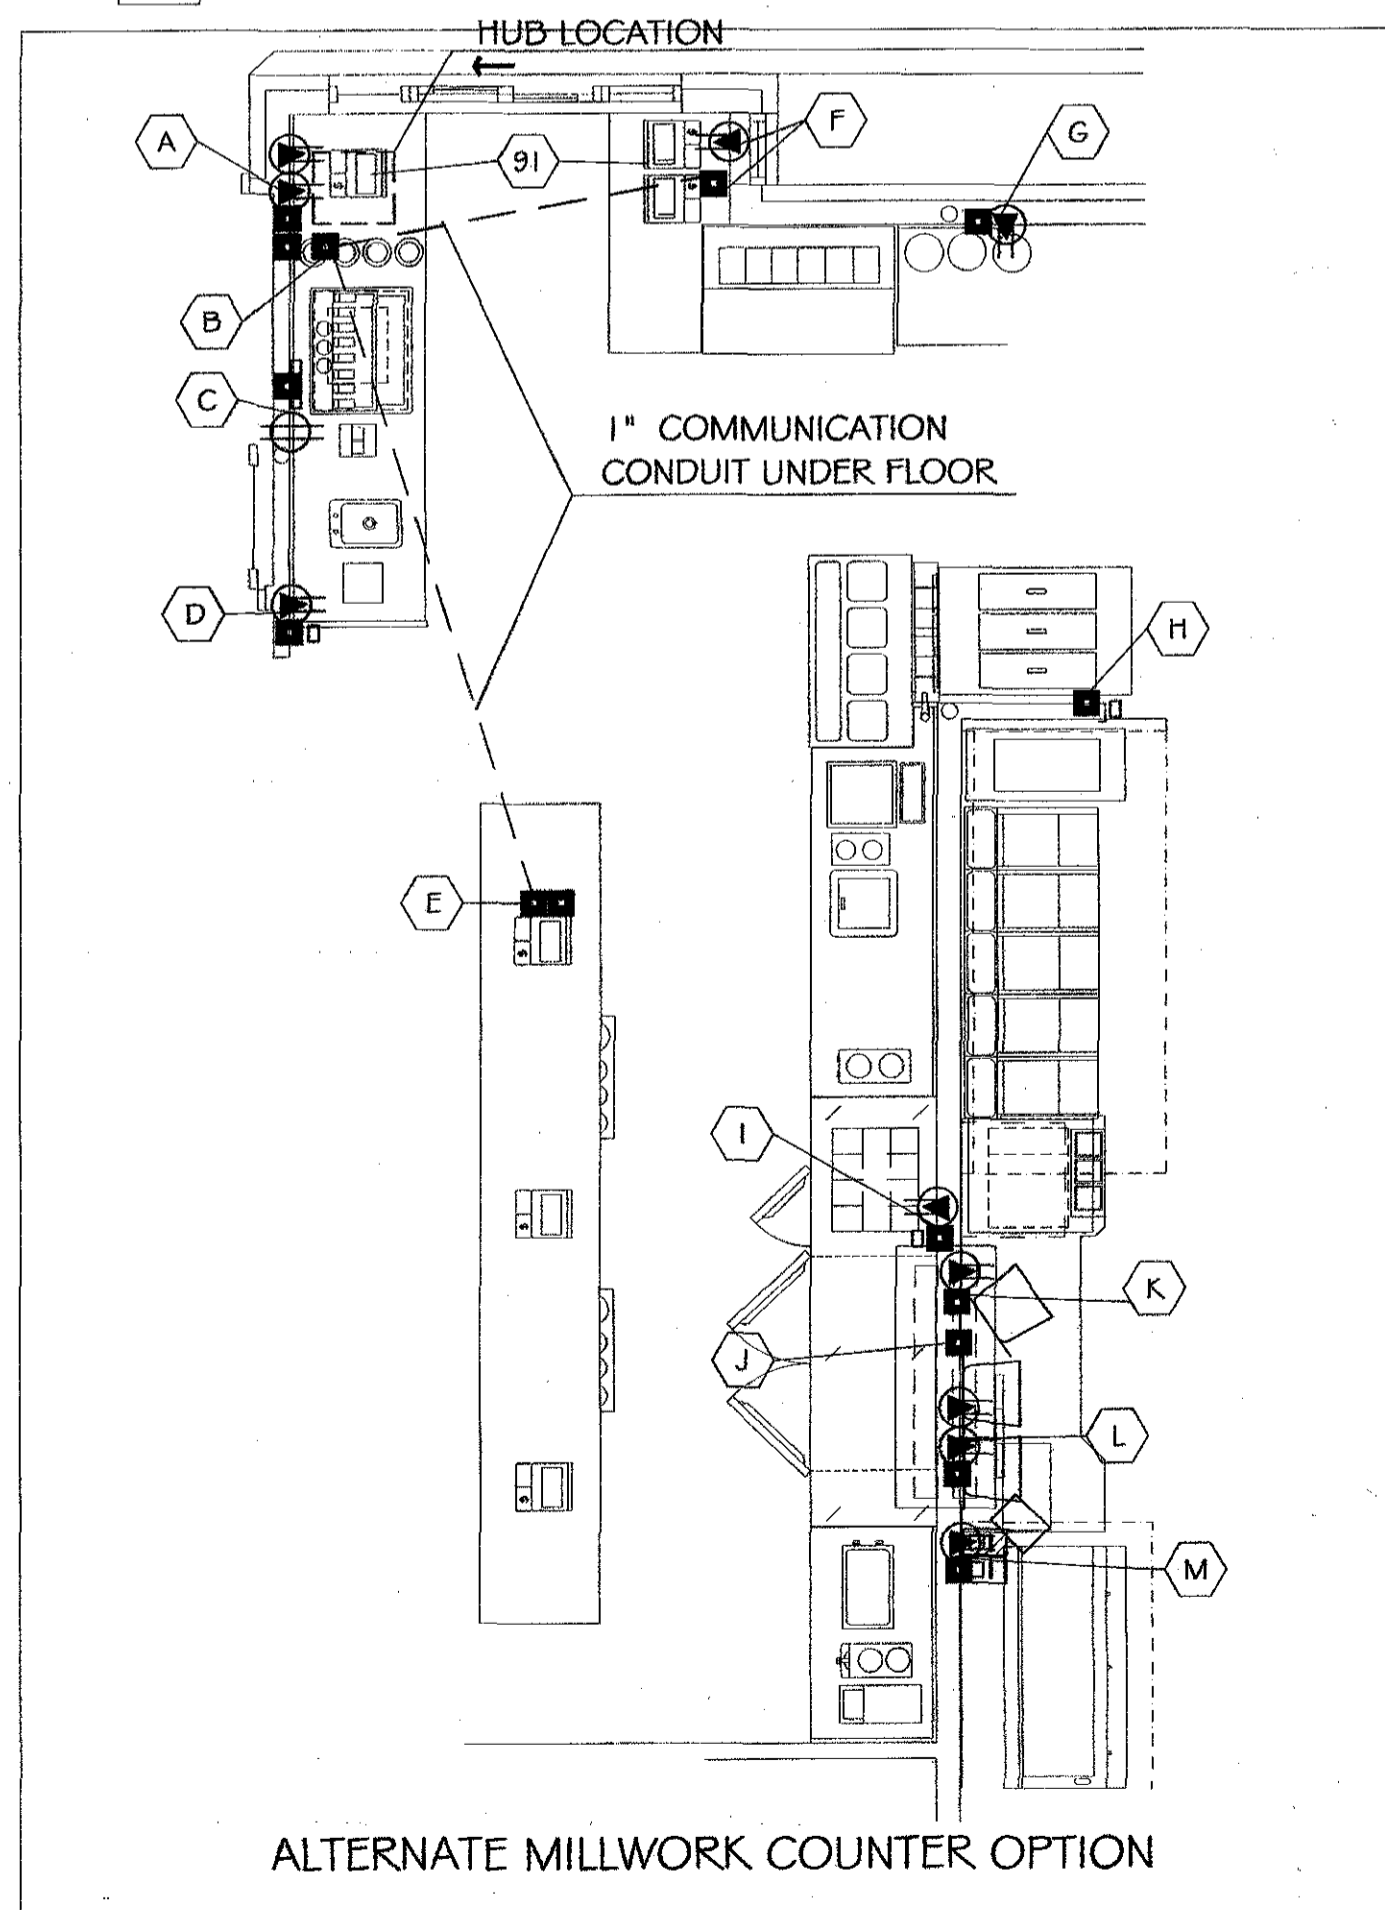 HUB LOCATION
A
91
F
G
B
C
1" COMMUNICATION
CONDUIT UNDER FLOOR
D
H
E
I
K
J
L
M
ALTERNATE MILLWORK COUNTER OPTION